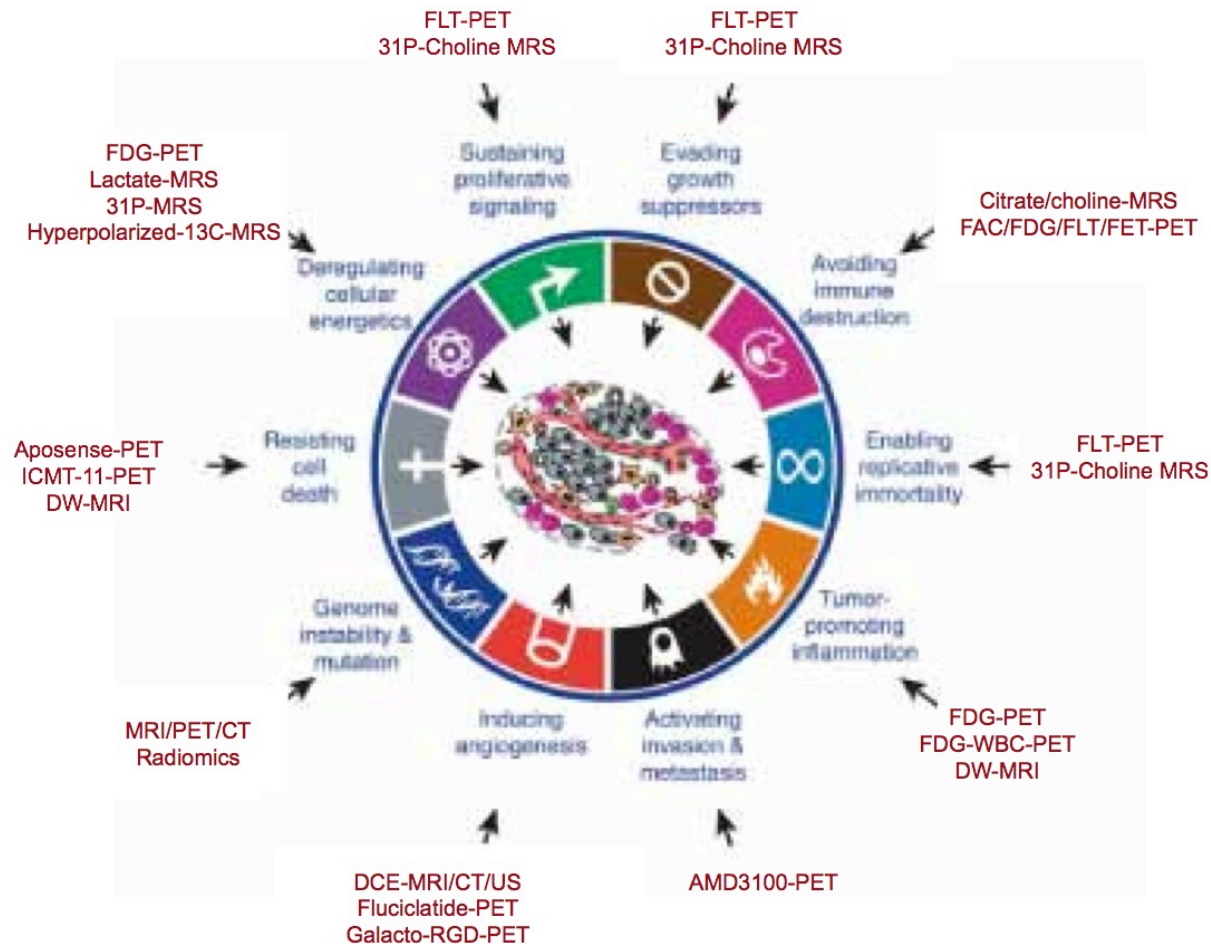 FLT-PET
31P-Choline MRS
FLT-PET
31P-Choline MRS
Sustaining
proliferative
signaling
Evading
growth
suppressors
FDG-PET
Lactate-MRS
31P-MRS
Hyperpolarized-13C-MRS
Citrate/choline-MRS
FAC/FDG/FLT/FET-PET
Deregulating
cellular
energetics
Avoiding
immune
destruction
Aposense-PET
ICMT-11-PET
DW-MRI
Resisting
cell
death
Enabling
replicative
immortality
FLT-PET
31P-Choline MRS
Genome
instability &
mutation
Tumor-
promoting
inflammation
MRI/PET/CT
Radiomics
Inducing
angiogenesis
Activating
invasion &
metastasis
FDG-PET
FDG-WBC-PET
DW-MRI
DCE-MRI/CT/US
Fluciclatide-PET
Galacto-RGD-PET
AMD3100-PET